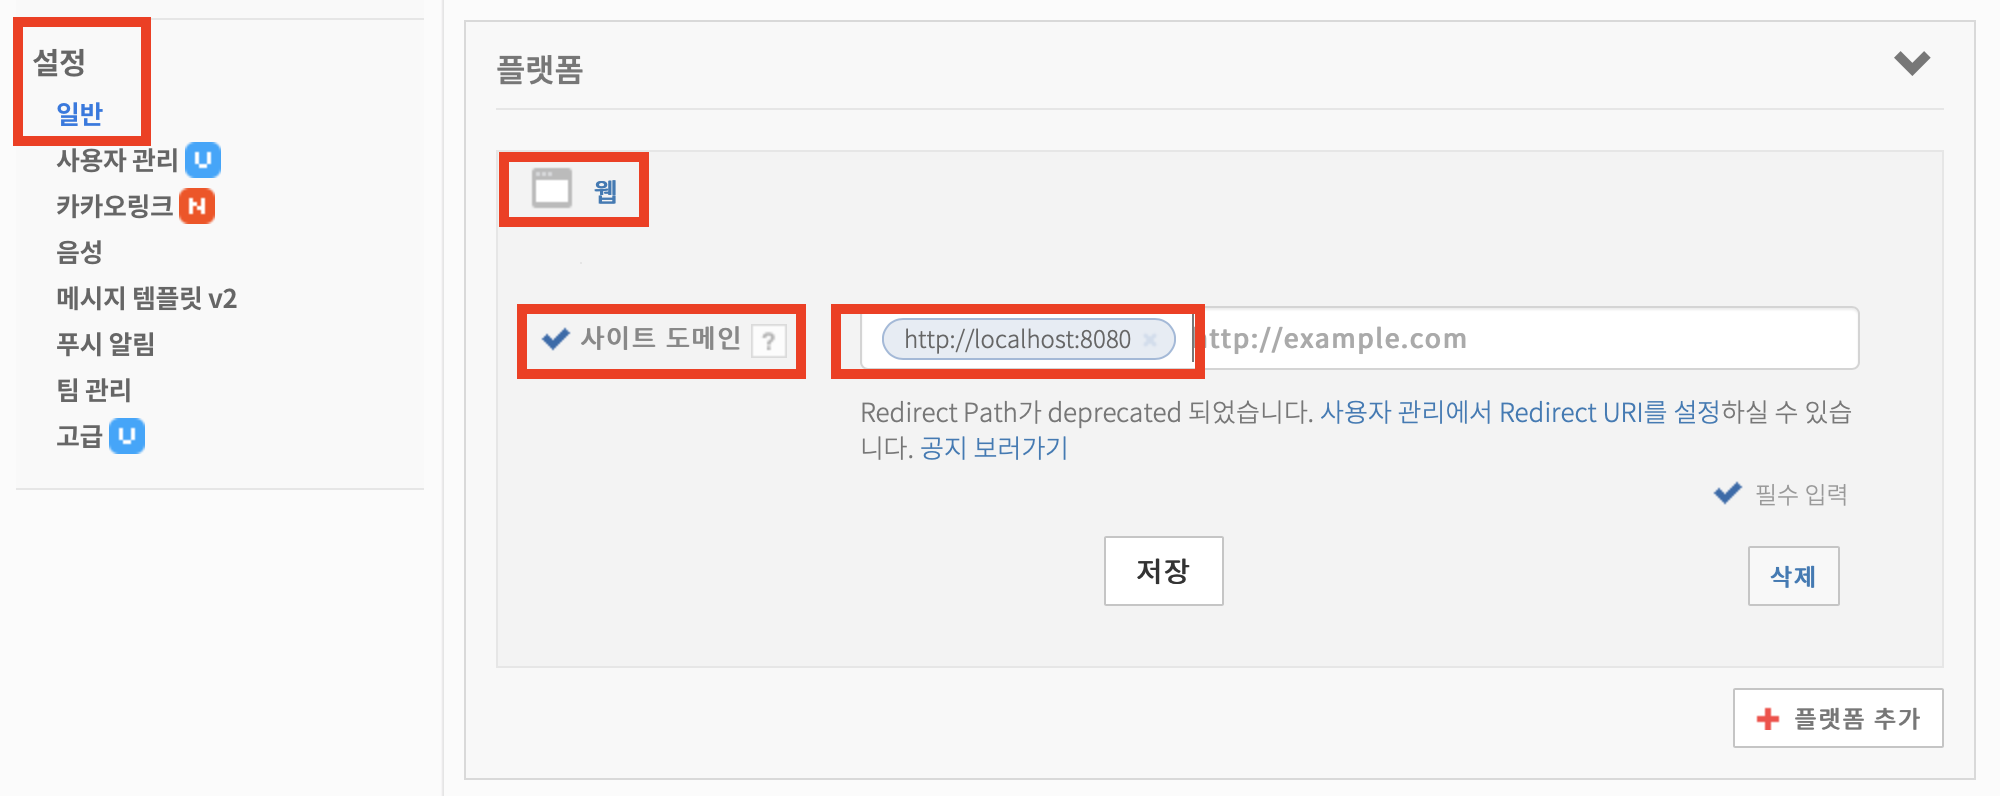 설정
일반
사용자 관리 U
카카오링크 N
음성
메시지 템플릿 v2
푸시 알림
팀 관리
고급 U
플랫폼
웹
사이트 도메인 ?
http://localhost:8080 × http://example.com
Redirect Path가 deprecated 되었습니다. 사용자 관리에서 Redirect URI를 설정하실 수 있습
니다. 공지 보러가기
필수 입력
저장
삭제
플랫폼 추가